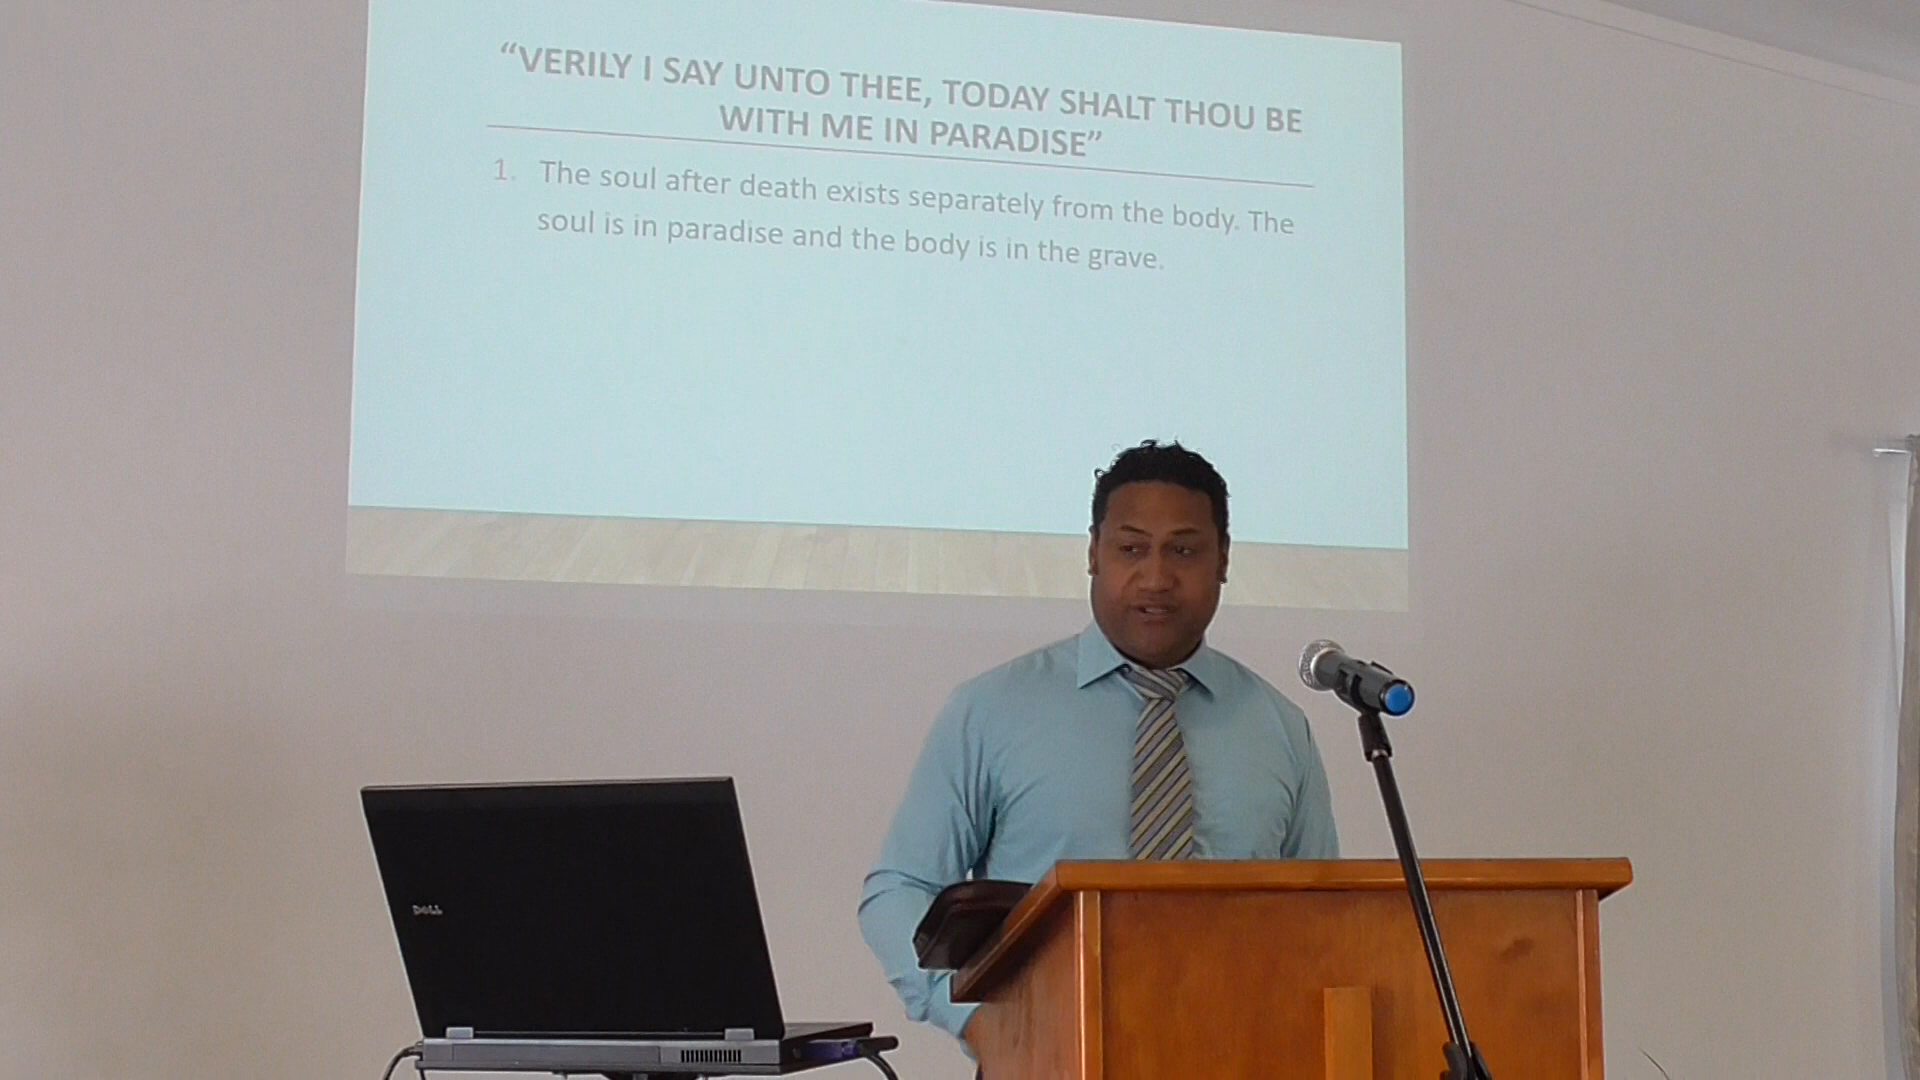 “VERILY I SAY UNTO THEE, TODAY SHALT THOU BE
WITH ME IN PARADISE”
1. The soul after death exists separately from the body. The
soul is in paradise and the body is in the grave.
DELL